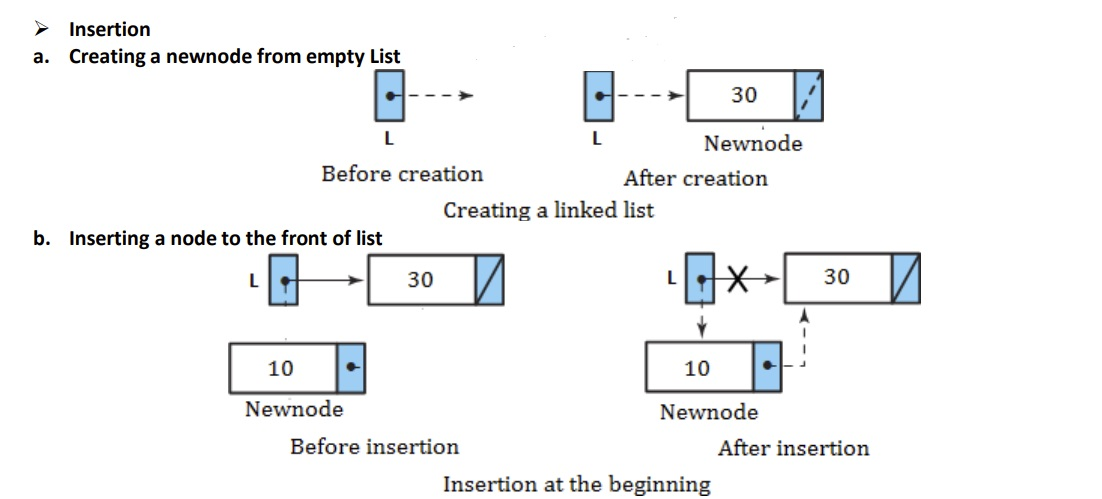 ➢ Insertion
a. Creating a newnode from empty List
30
L
L
Newnode
Before creation
After creation
Creating a linked list
b. Inserting a node to the front of list
L
30
L
30
10
10
Newnode
Newnode
Before insertion
After insertion
Insertion at the beginning